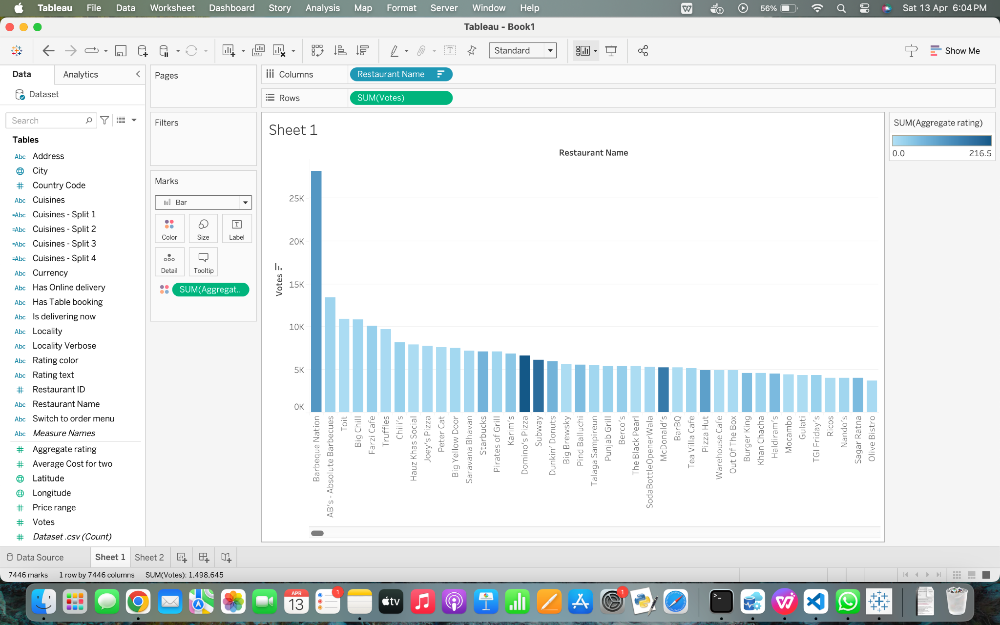 Tableau File Data Worksheet Dashboard Story Analysis Map Format Server Window Help 56% Sat 13 Apr 6:04 PM
Tableau - Book1
Standard
Show Me
Data Analytics
Dataset
Search
Tables
Abc Address
City
# Country Code
Abc Cuisines
=Abc Cuisines - Split 1
=Abc Cuisines - Split 2
=Abc Cuisines - Split 3
=Abc Cuisines - Split 4
Abc Currency
Abc Has Online delivery
Abc Has Table booking
Abc Is delivering now
Abc Locality
Abc Locality Verbose
Abc Rating color
Abc Rating text
# Restaurant ID
Abc Restaurant Name
Abc Switch to order menu
Abc Measure Names
# Aggregate rating
# Average Cost for two
Latitude
Longitude
# Price range
# Votes
# Dataset .csv (Count)
Pages
Filters
Marks
Bar
Color Size Label
Detail Tooltip
SUM(Aggregat..
Columns Restaurant Name
Rows SUM(Votes)
Sheet 1
Restaurant Name
Votes
25K
20K
15K
10K
5K
0K
Barbeque Nation
AB's - Absolute Barbecues
Toit
Big Chill
Farzi Cafe
Truffles
Chili's
Hauz Khas Social
Joey's Pizza
Peter Cat
Big Yellow Door
Saravana Bhavan
Starbucks
Pirates of Grill
Karim's
Domino's Pizza
Subway
Dunkin' Donuts
Big Brewsky
Pind Balluchi
Talaga Sampireun
Punjab Grill
Berco's
The Black Pearl
SodaBottleOpenerWala
McDonald's
BarBQ
Tea Villa Cafe
Pizza Hut
Warehouse Cafe
Out Of The Box
Burger King
Khan Chacha
Haldiram's
Mocambo
Gulati
TGI Friday's
Ricos
Nando's
Sagar Ratna
Olive Bistro
SUM(Aggregate rating)
0.0 216.5
Data Source Sheet 1 Sheet 2
7446 marks 1 row by 7446 columns SUM(Votes): 1,498,645
APR
13
1
tv
1